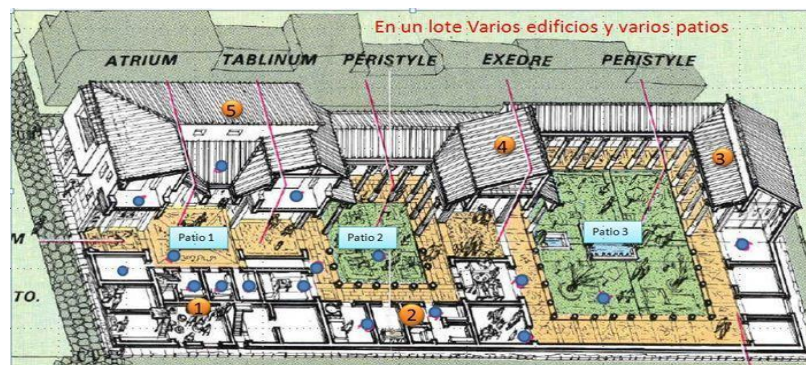 En un lote Varios edificios y varios patios
ATRIUM TABLINUM PÉRISTYLE EXEDRE PERISTYLE
5
4
3
Patio 1
Patio 2
Patio 3
M
TO.
1
2